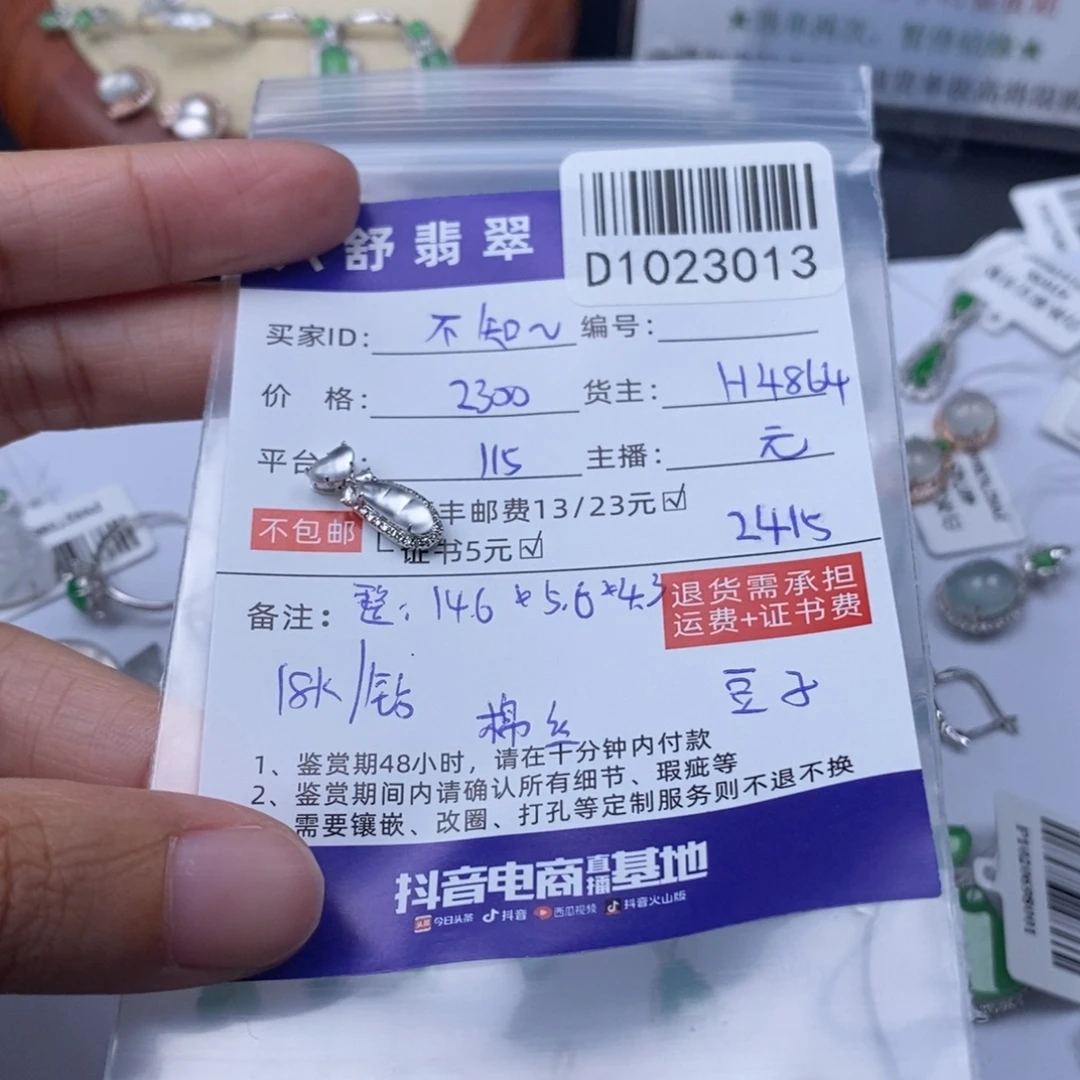 舒翡翠
D1023013
买家ID: 不知~ 编号:
价 格: 2300 货主: H4864
平台 : 115 主播: 元
不包邮 丰邮费13/23元☑
证书5元☑ 2415
备注: 整: 14.6*5.6*4.3 退货需承担
运费+证书费
18K/钻 豆子
棉丝
1、鉴赏期48小时，请在十分钟内付款
2、鉴赏期间内请确认所有细节、瑕疵等
需要镶嵌、改圈、打孔等定制服务则不退不换
抖音电商直播基地
头条 今日头条 抖音 西瓜视频 抖音火山版